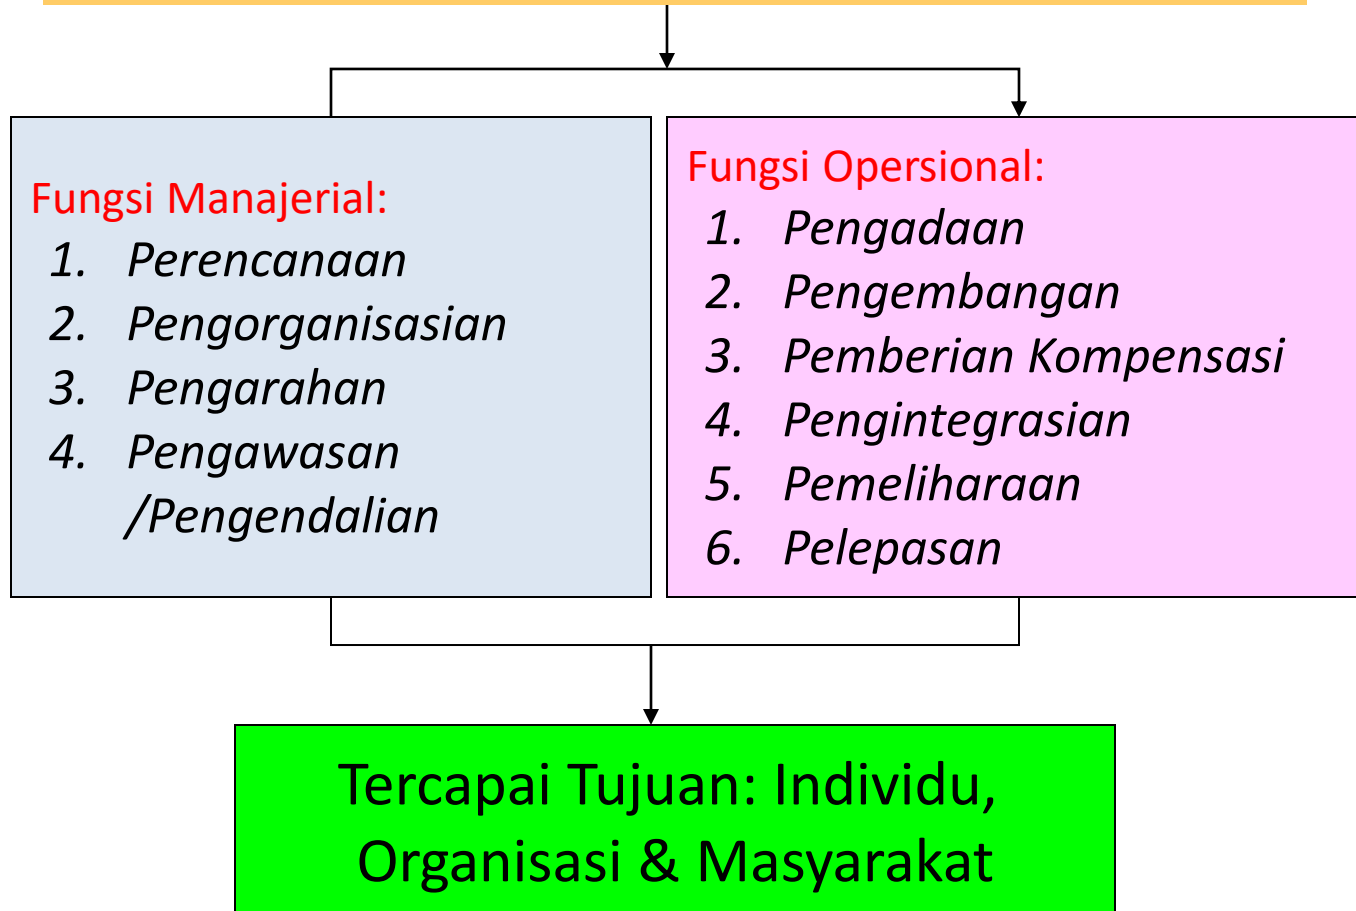 Fungsi Manajerial:
1. Perencanaan
2. Pengorganisasian
3. Pengarahan
4. Pengawasan
/Pengendalian
Fungsi Opersional:
1. Pengadaan
2. Pengembangan
3. Pemberian Kompensasi
4. Pengintegrasian
5. Pemeliharaan
6. Pelepasan
Tercapai Tujuan: Individu,
Organisasi & Masyarakat